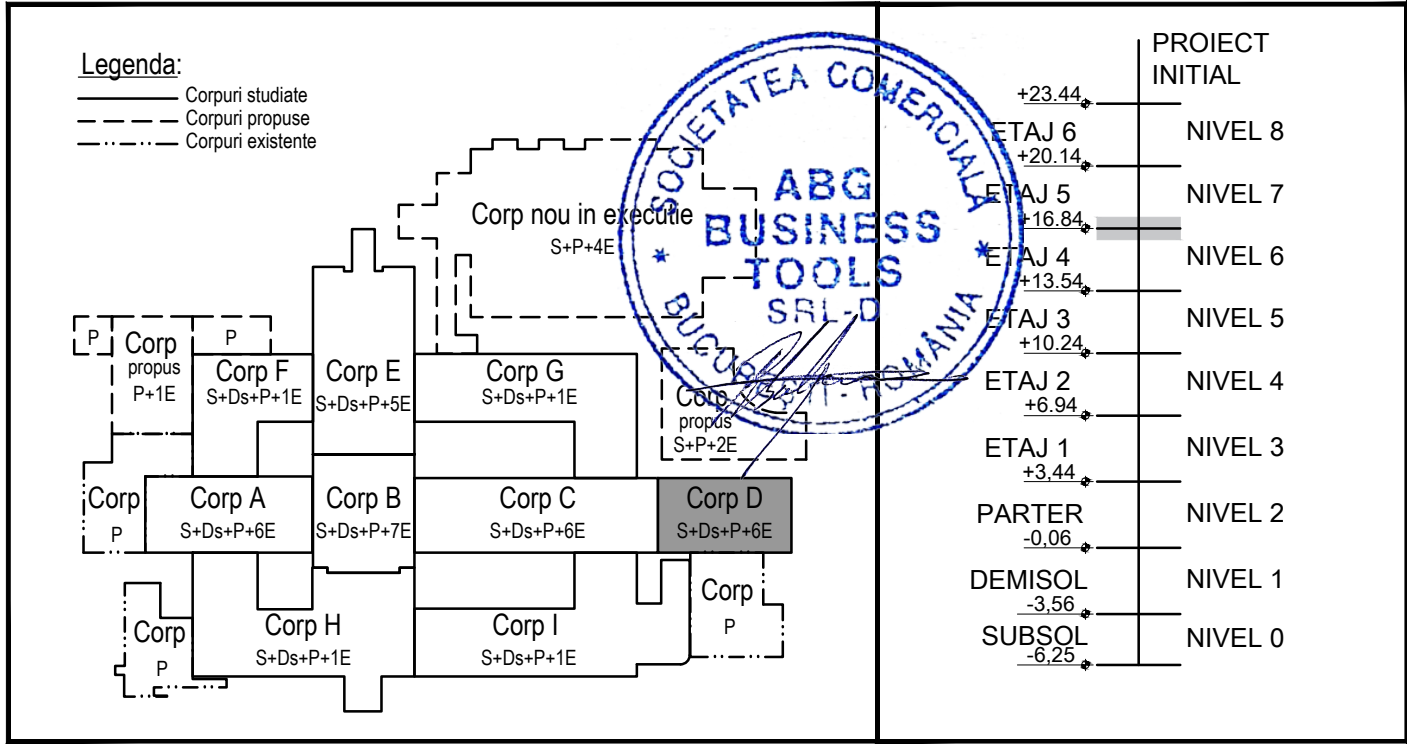 Legenda:
Corpuri studiate
Corpuri propuse
Corpuri existente
Corp nou in executie
S+P+4E
P
Corp
propus
P+1E
P
Corp F
S+Ds+P+1E
Corp E
S+Ds+P+5E
Corp G
S+Ds+P+1E
Corp
propus
S+P+2E
Corp
P
Corp A
S+Ds+P+6E
Corp B
S+Ds+P+7E
Corp C
S+Ds+P+6E
Corp D
S+Ds+P+6E
Corp
P
Corp H
S+Ds+P+1E
Corp I
S+Ds+P+1E
Corp
P
SOCIETATEA COMERCIALĂ
ABG
BUSINESS
TOOLS
SRL-D
* BUCUREȘTI - ROMÂNIA *
PROIECT
INITIAL
+23.44
ETAJ 6 NIVEL 8
+20.14
ETAJ 5 NIVEL 7
+16.84
ETAJ 4 NIVEL 6
+13.54
ETAJ 3 NIVEL 5
+10.24
ETAJ 2 NIVEL 4
+6.94
ETAJ 1 NIVEL 3
+3,44
PARTER NIVEL 2
-0,06
DEMISOL NIVEL 1
-3,56
SUBSOL NIVEL 0
-6,25